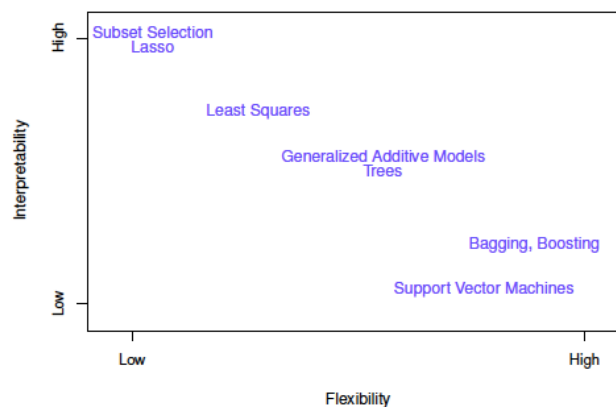 High
Subset Selection
Lasso
Least Squares
Generalized Additive Models
Trees
Bagging, Boosting
Support Vector Machines
Low
Interpretability
Low
High
Flexibility